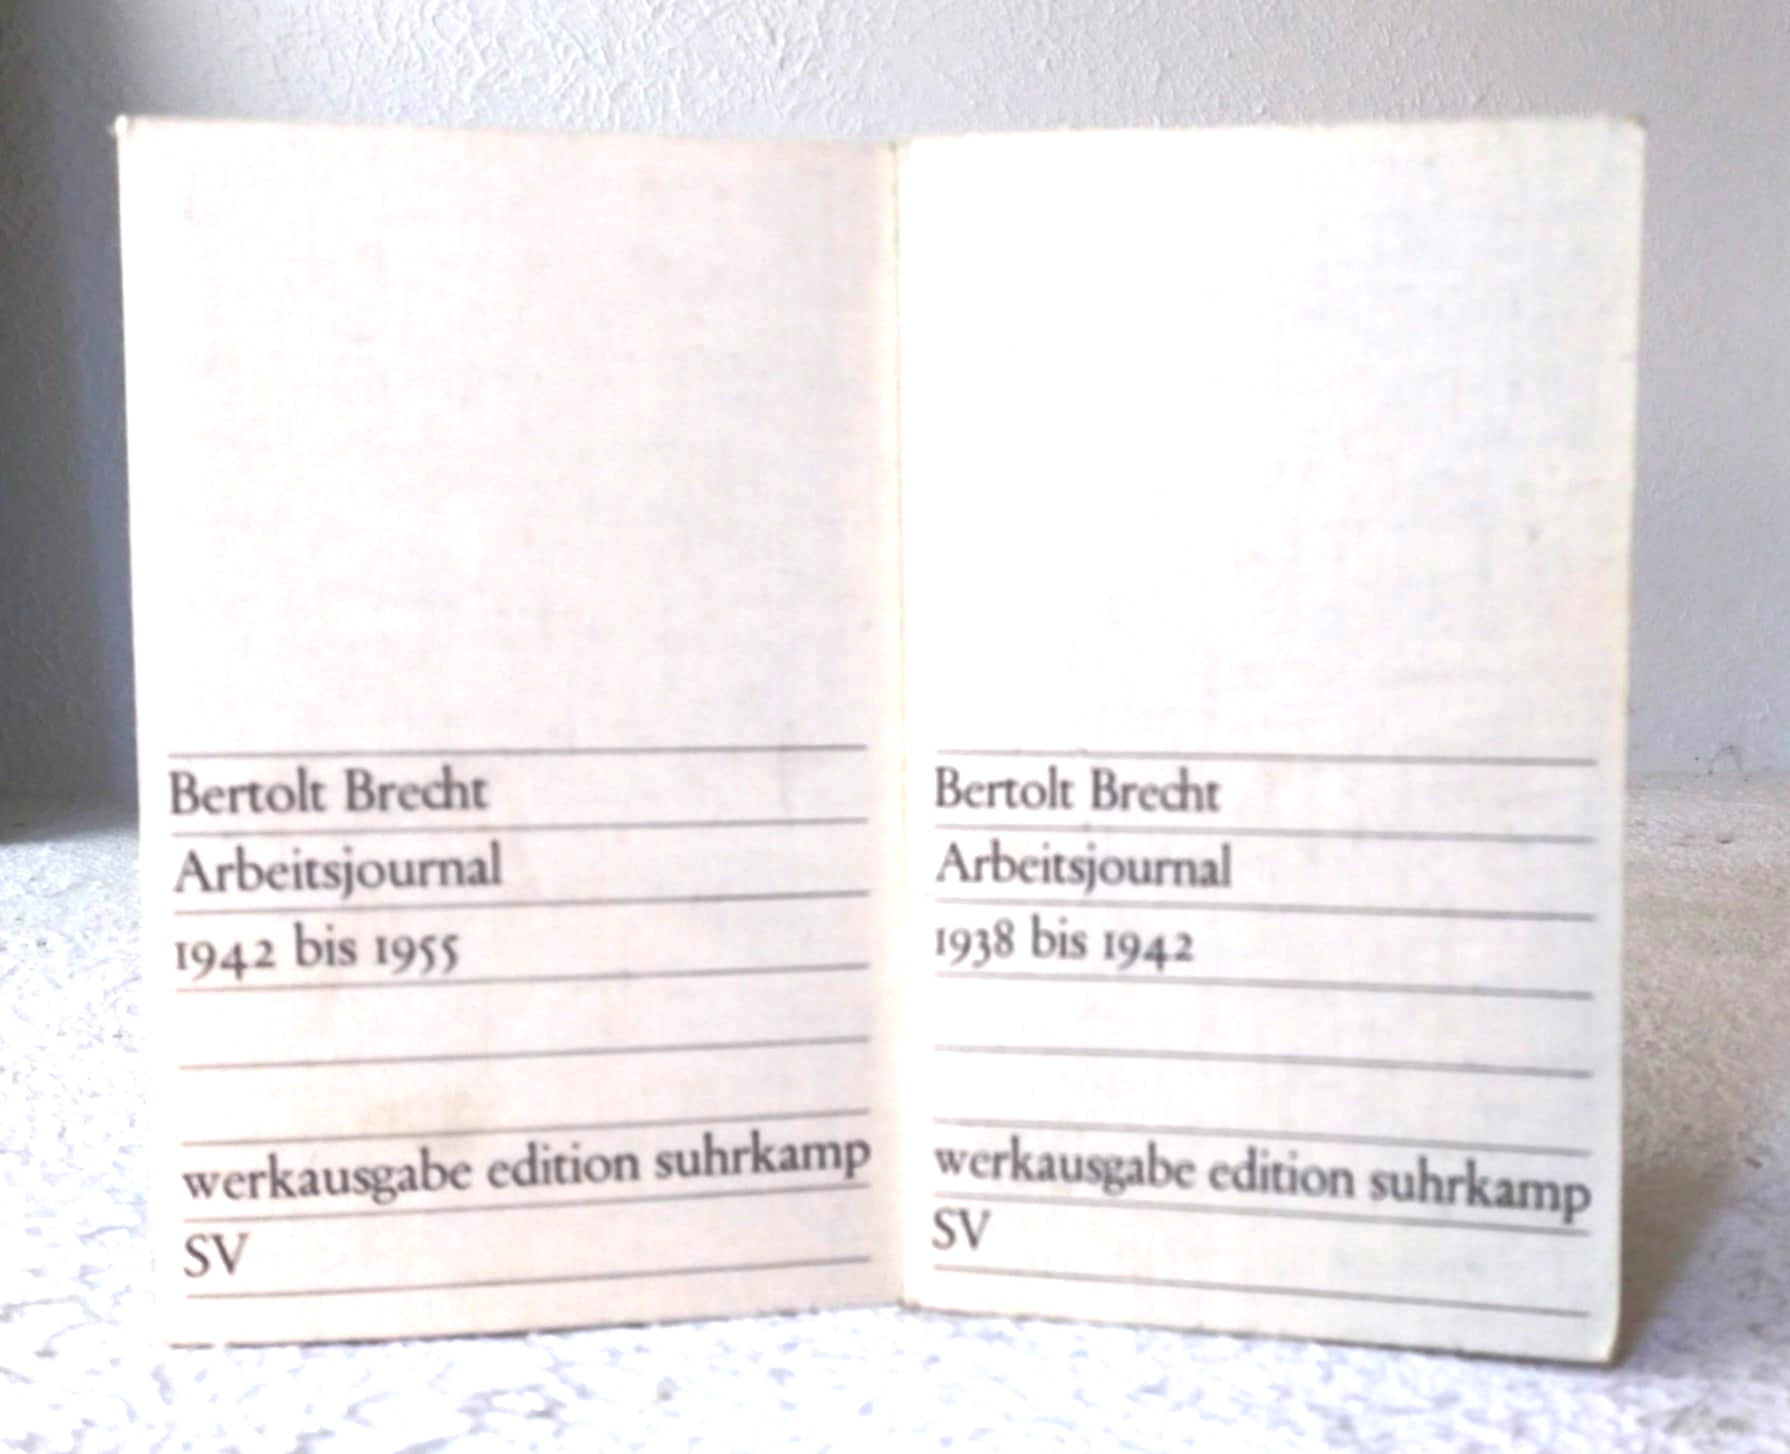 Bertolt Brecht
Arbeitsjournal
1942 bis 1955
werkausgabe edition suhrkamp
SV
Bertolt Brecht
Arbeitsjournal
1938 bis 1942
werkausgabe edition suhrkamp
SV